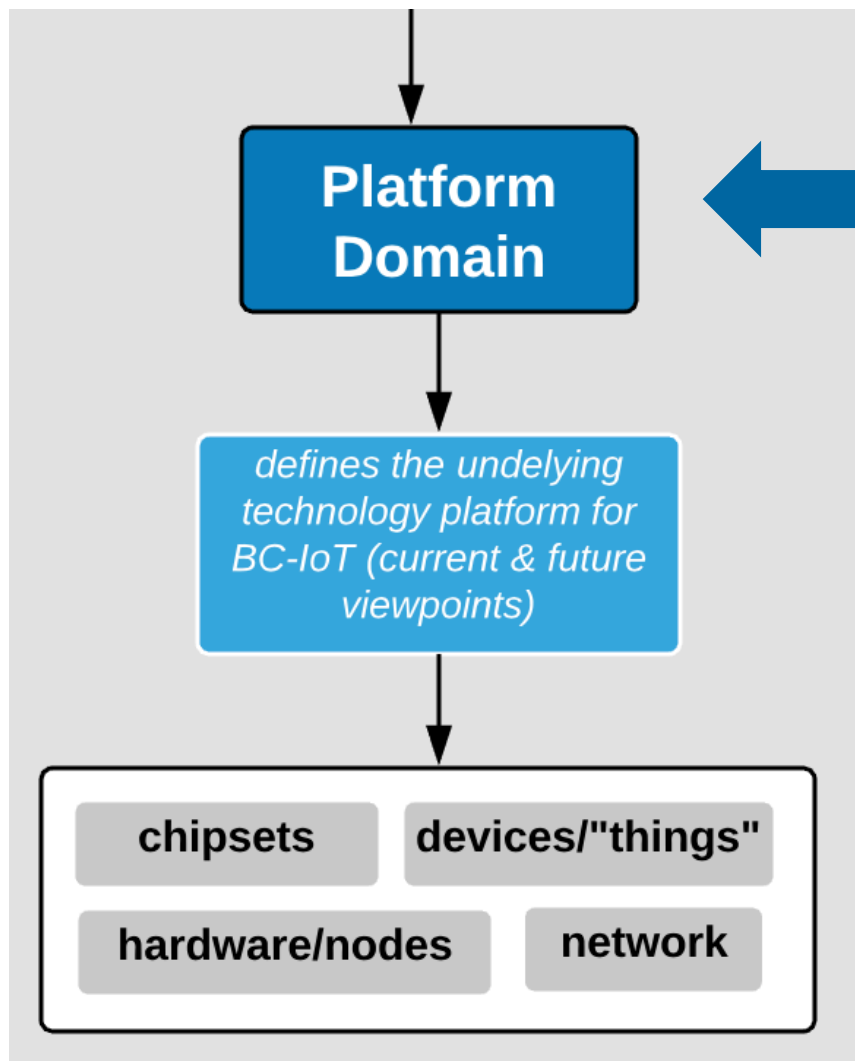 Platform
Domain
defines the undelying
technology platform for
BC-IoT (current & future
viewpoints)
chipsets
devices/"things"
hardware/nodes
network